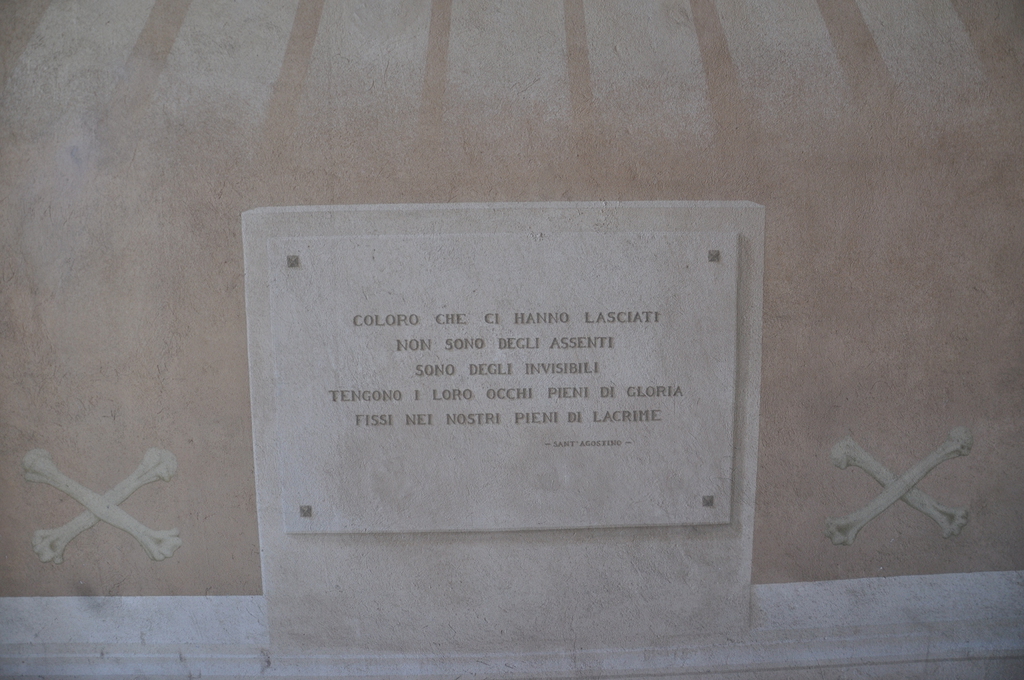 COLORO CHE CI HANNO LASCIATI
NON SONO DEGLI ASSENTI
SONO DEGLI INVISIBILI
TENGONO I LORO OCCHI PIENI DI GLORIA
FISSI NEI NOSTRI PIENI DI LACRIME
- SANT'AGOSTINO -